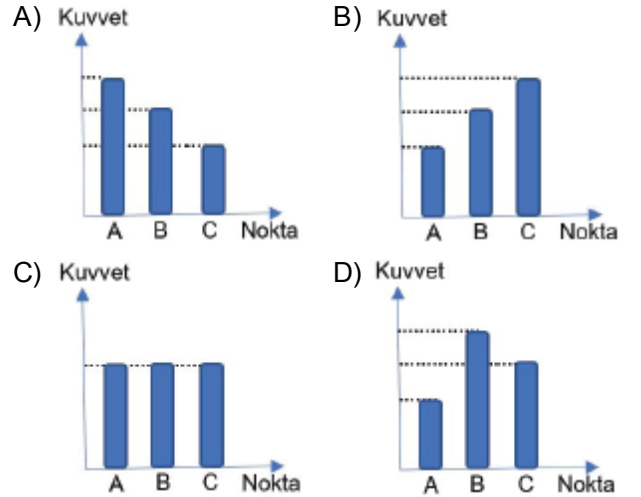 A) Kuvvet
A B C Nokta
B) Kuvvet
A B C Nokta
C) Kuvvet
A B C Nokta
D) Kuvvet
A B C Nokta